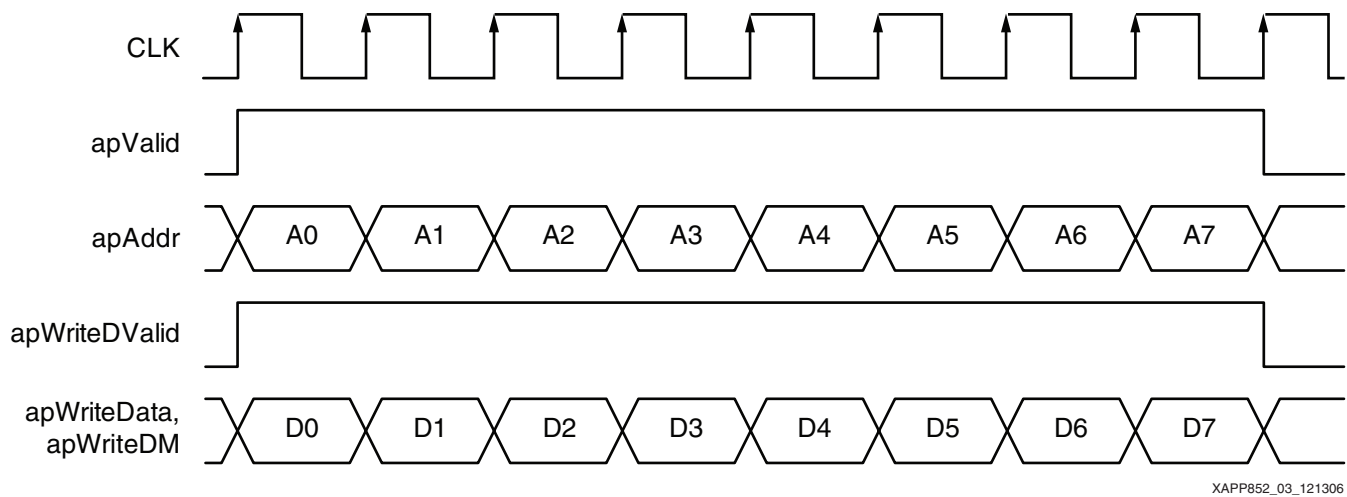 CLK
apValid
apAddr
A0 A1 A2 A3 A4 A5 A6 A7
apWriteDValid
apWriteData,
apWriteDM
D0 D1 D2 D3 D4 D5 D6 D7
XAPP852_03_121306